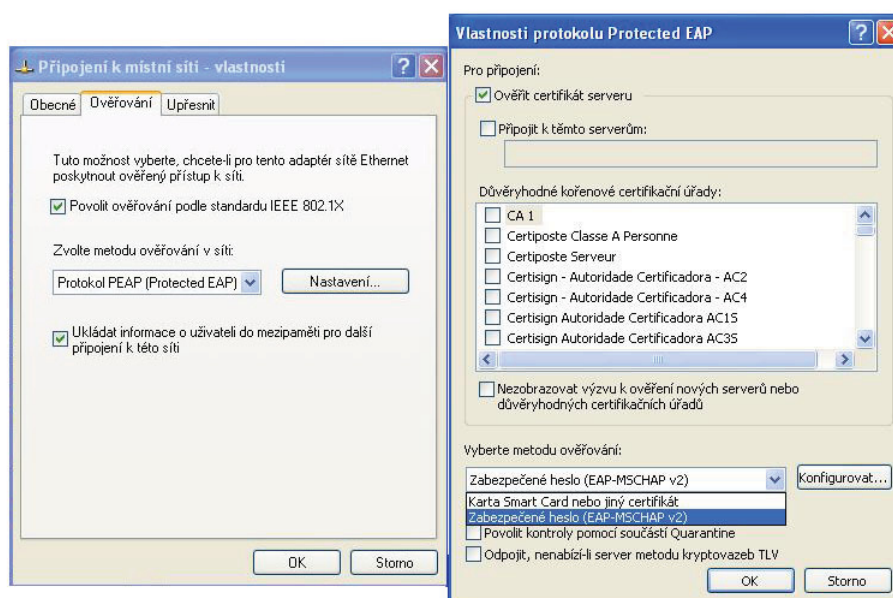 Připojení k místní síti - vlastnosti
Obecné
Ověřování
Upřesnit
Tuto možnost vyberte, chcete-li pro tento adaptér sítě Ethernet
poskytnout ověřený přístup k síti.
Povolit ověřování podle standardu IEEE 802.1X
Zvolte metodu ověřování v síti:
Protokol PEAP (Protected EAP)
Nastavení...
Ukládat informace o uživateli do mezipaměti pro další
připojení k této síti
OK
Storno
Vlastnosti protokolu Protected EAP
Pro připojení:
Ověřit certifikát serveru
Připojit k těmto serverům:
Důvěryhodné kořenové certifikační úřady:
CA 1
Certiposte Classe A Personne
Certiposte Serveur
Certisign - Autoridade Certificadora - AC2
Certisign - Autoridade Certificadora - AC4
Certisign Autoridade Certificadora AC1S
Certisign Autoridade Certificadora AC3S
Nezobrazovat výzvu k ověření nových serverů nebo
důvěryhodných certifikačních úřadů
Vyberte metodu ověřování:
Zabezpečené heslo (EAP-MSCHAP v2)
Konfigurovat...
Karta Smart Card nebo jiný certifikát
Zabezpečené heslo (EAP-MSCHAP v2)
Povolit kontroly pomocí součástí Quarantine
Odpojit, nenabízí-li server metodu kryptovazeb TLV
OK
Storno